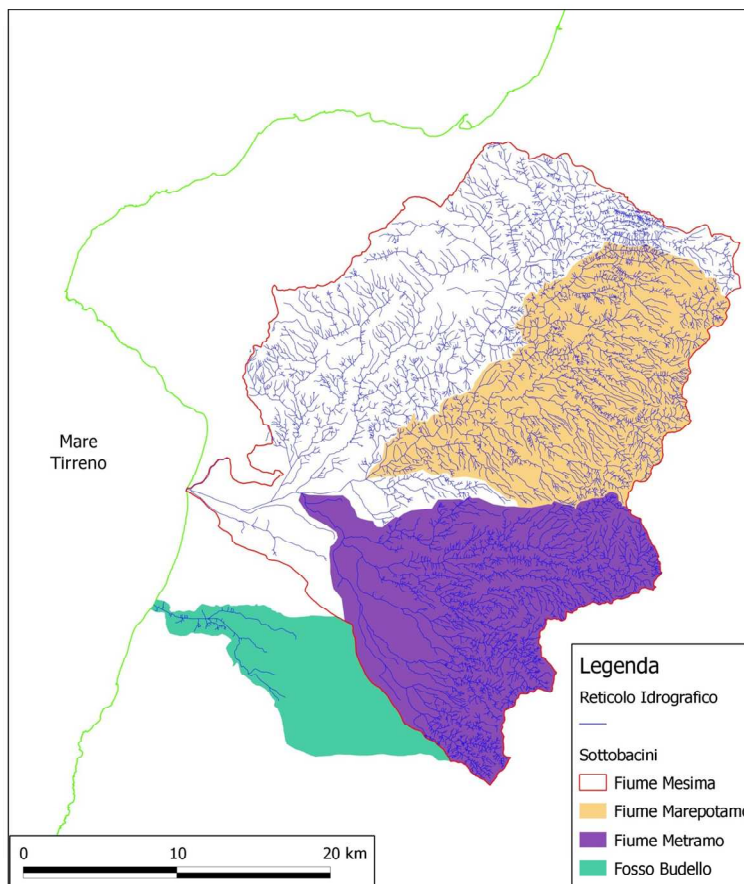 Mare
Tirreno
Legenda
Reticolo Idrografico
Sottobacini
Fiume Mesima
Fiume Marepotamo
Fiume Metramo
Fosso Budello
0 10 20 km